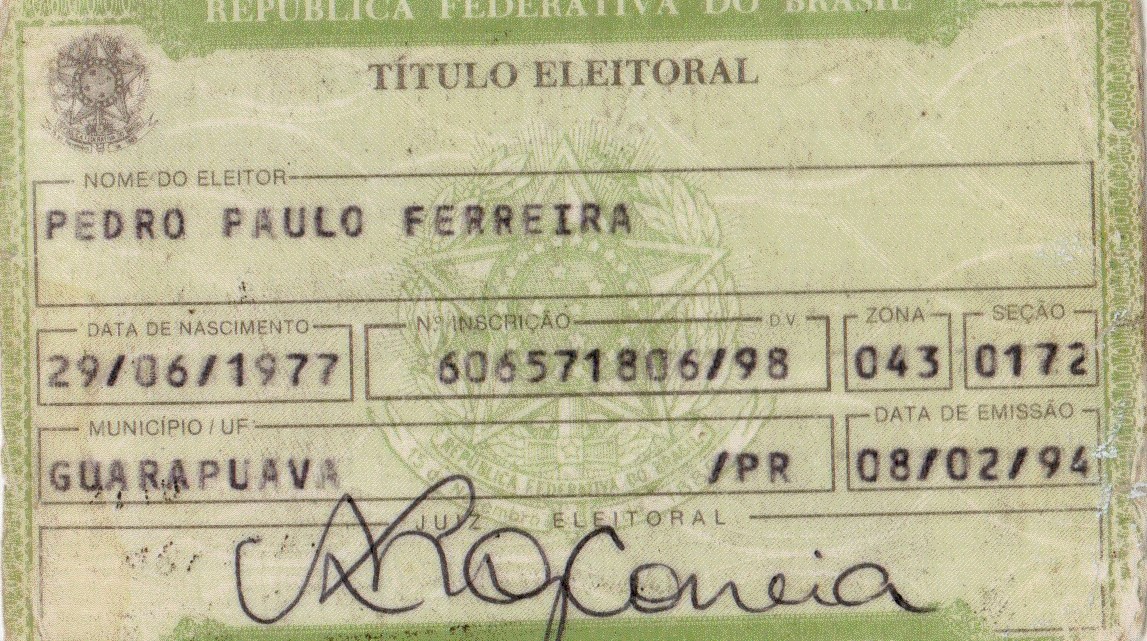 REPÚBLICA FEDERATIVA DO BRASIL
TÍTULO ELEITORAL
NOME DO ELEITOR
PEDRO PAULO FERREIRA
DATA DE NASCIMENTO Nº INSCRIÇÃO D.V. ZONA SEÇÃO
29/06/1977 606571806/98 043 0172
MUNICÍPIO / UF DATA DE EMISSÃO
GUARAPUAVA /PR 08/02/94
JUIZ ELEITORAL